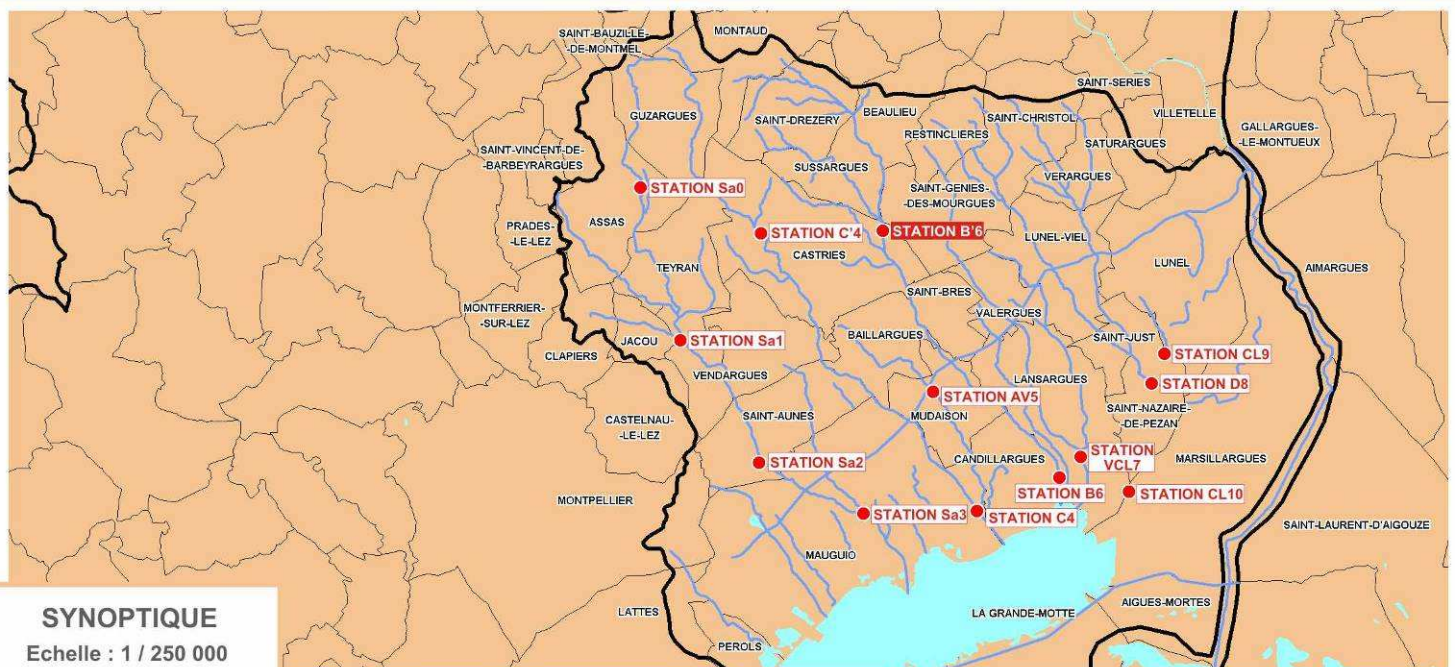 SAINT-BAUZILLE-
-DE-MONTMEL
MONTAUD
SAINT-SERIES
VILLETELLE
GUZARGUES
SAINT-DREZERY
BEAULIEU
RESTINCLIERES
SAINT-CHRISTOL
GALLARGUES-
-LE-MONTUEUX
SATURARGUES
SAINT-VINCENT-DE-
-BARBEYRARGUES
SUSSARGUES
SAINT-GENIES-
-DES-MOURGUES
VERARGUES
STATION Sa0
PRADES-
-LE-LEZ
ASSAS
STATION C'4
STATION B'6
LUNEL-VIEL
CASTRIES
TEYRAN
LUNEL
AIMARGUES
MONTFERRIER-
-SUR-LEZ
SAINT-BRES
VALERGUES
BAILLARGUES
SAINT-JUST
JACOU
STATION Sa1
CLAPIERS
STATION CL9
VENDARGUES
LANSARGUES
STATION D8
STATION AV5
CASTELNAU-
-LE-LEZ
SAINT-AUNES
MUDAISON
SAINT-NAZAIRE-
-DE-PEZAN
STATION Sa2
CANDILLARGUES
STATION
VCL7
MARSILLARGUES
MONTPELLIER
STATION B6
STATION CL10
STATION Sa3
STATION C4
SAINT-LAURENT-D'AIGOUZE
MAUGUIO
LATTES
LA GRANDE-MOTTE
AIGUES-MORTES
PEROLS
SYNOPTIQUE
Echelle : 1 / 250 000